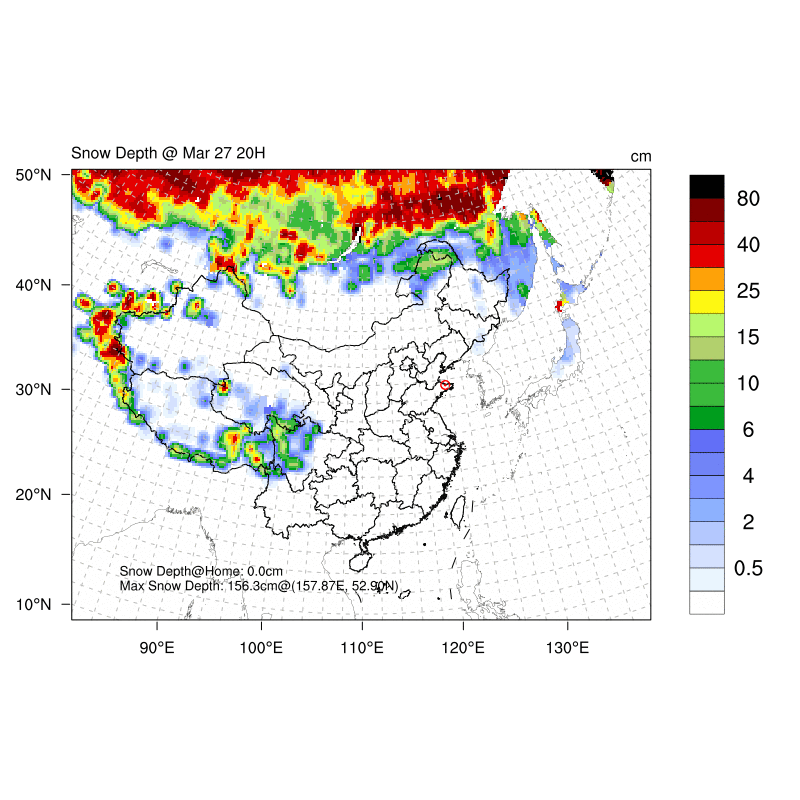 Snow Depth @ Mar 27 20H
cm
50°N
40°N
30°N
20°N
10°N
90°E
100°E
110°E
120°E
130°E
80
40
25
15
10
6
4
2
0.5
Snow Depth@Home: 0.0cm
Max Snow Depth: 156.3cm@(157.87E, 52.90N)